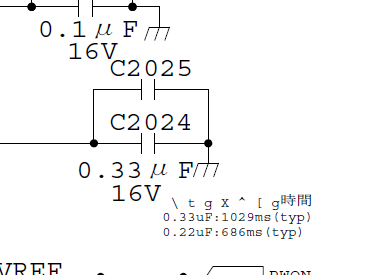 0.1μF
16V
C2025
C2024
0.33μF
16V
\ t g X ^ [ g時間
0.33uF:1029ms(typ)
0.22uF:686ms(typ)
VREF